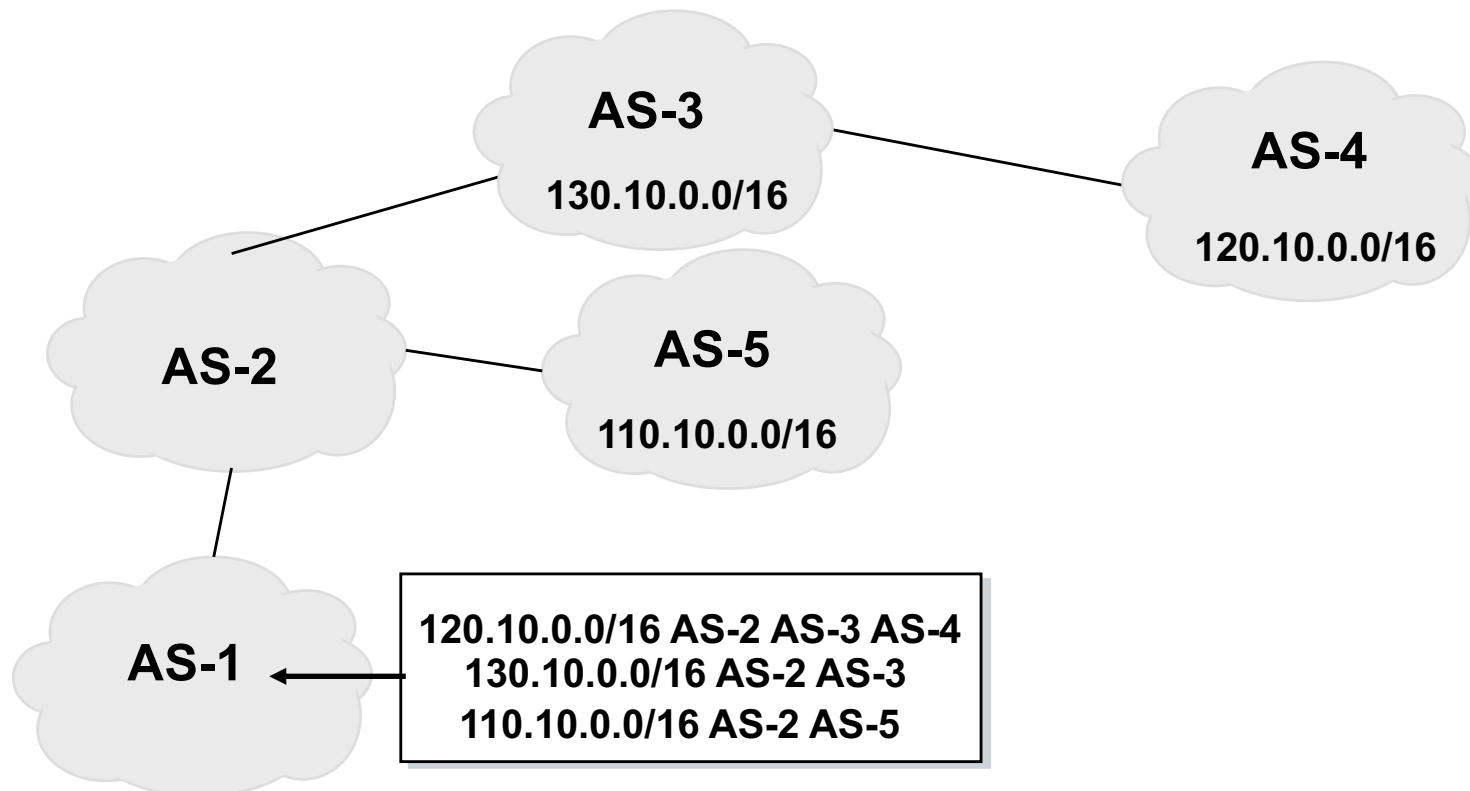 AS-3
130.10.0.0/16
AS-4
120.10.0.0/16
AS-2
AS-5
110.10.0.0/16
AS-1
120.10.0.0/16 AS-2 AS-3 AS-4
130.10.0.0/16 AS-2 AS-3
110.10.0.0/16 AS-2 AS-5